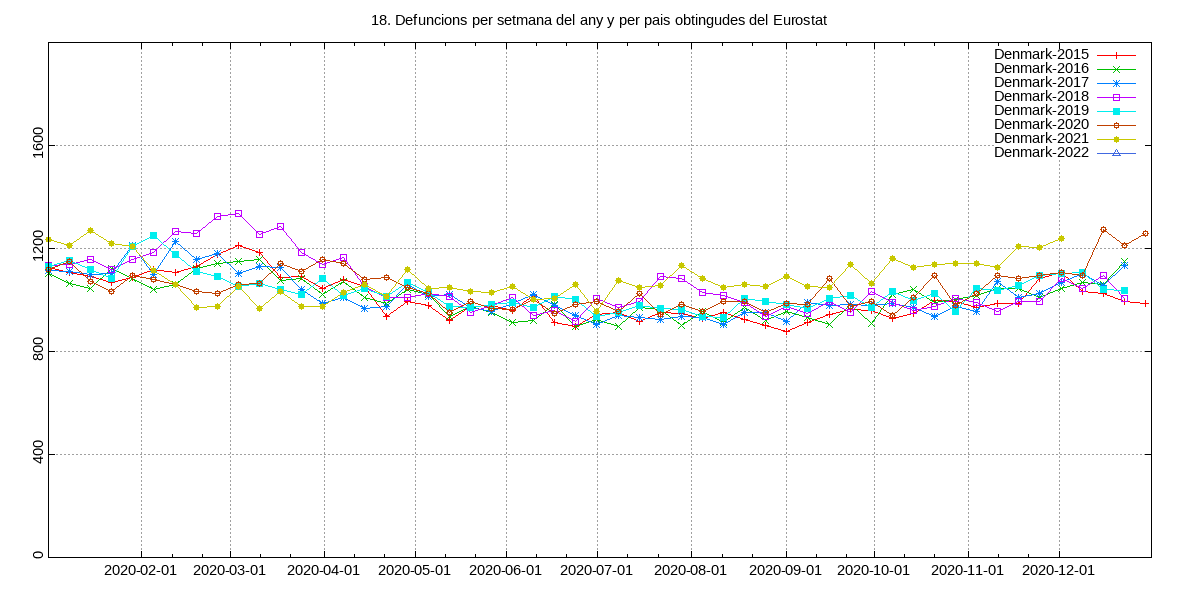 18. Defuncions per setmana del any y per pais obtingudes del Eurostat
Denmark-2015
Denmark-2016
Denmark-2017
Denmark-2018
Denmark-2019
Denmark-2020
Denmark-2021
Denmark-2022
1600
1200
800
400
0
2020-02-01 2020-03-01 2020-04-01 2020-05-01 2020-06-01 2020-07-01 2020-08-01 2020-09-01 2020-10-01 2020-11-01 2020-12-01